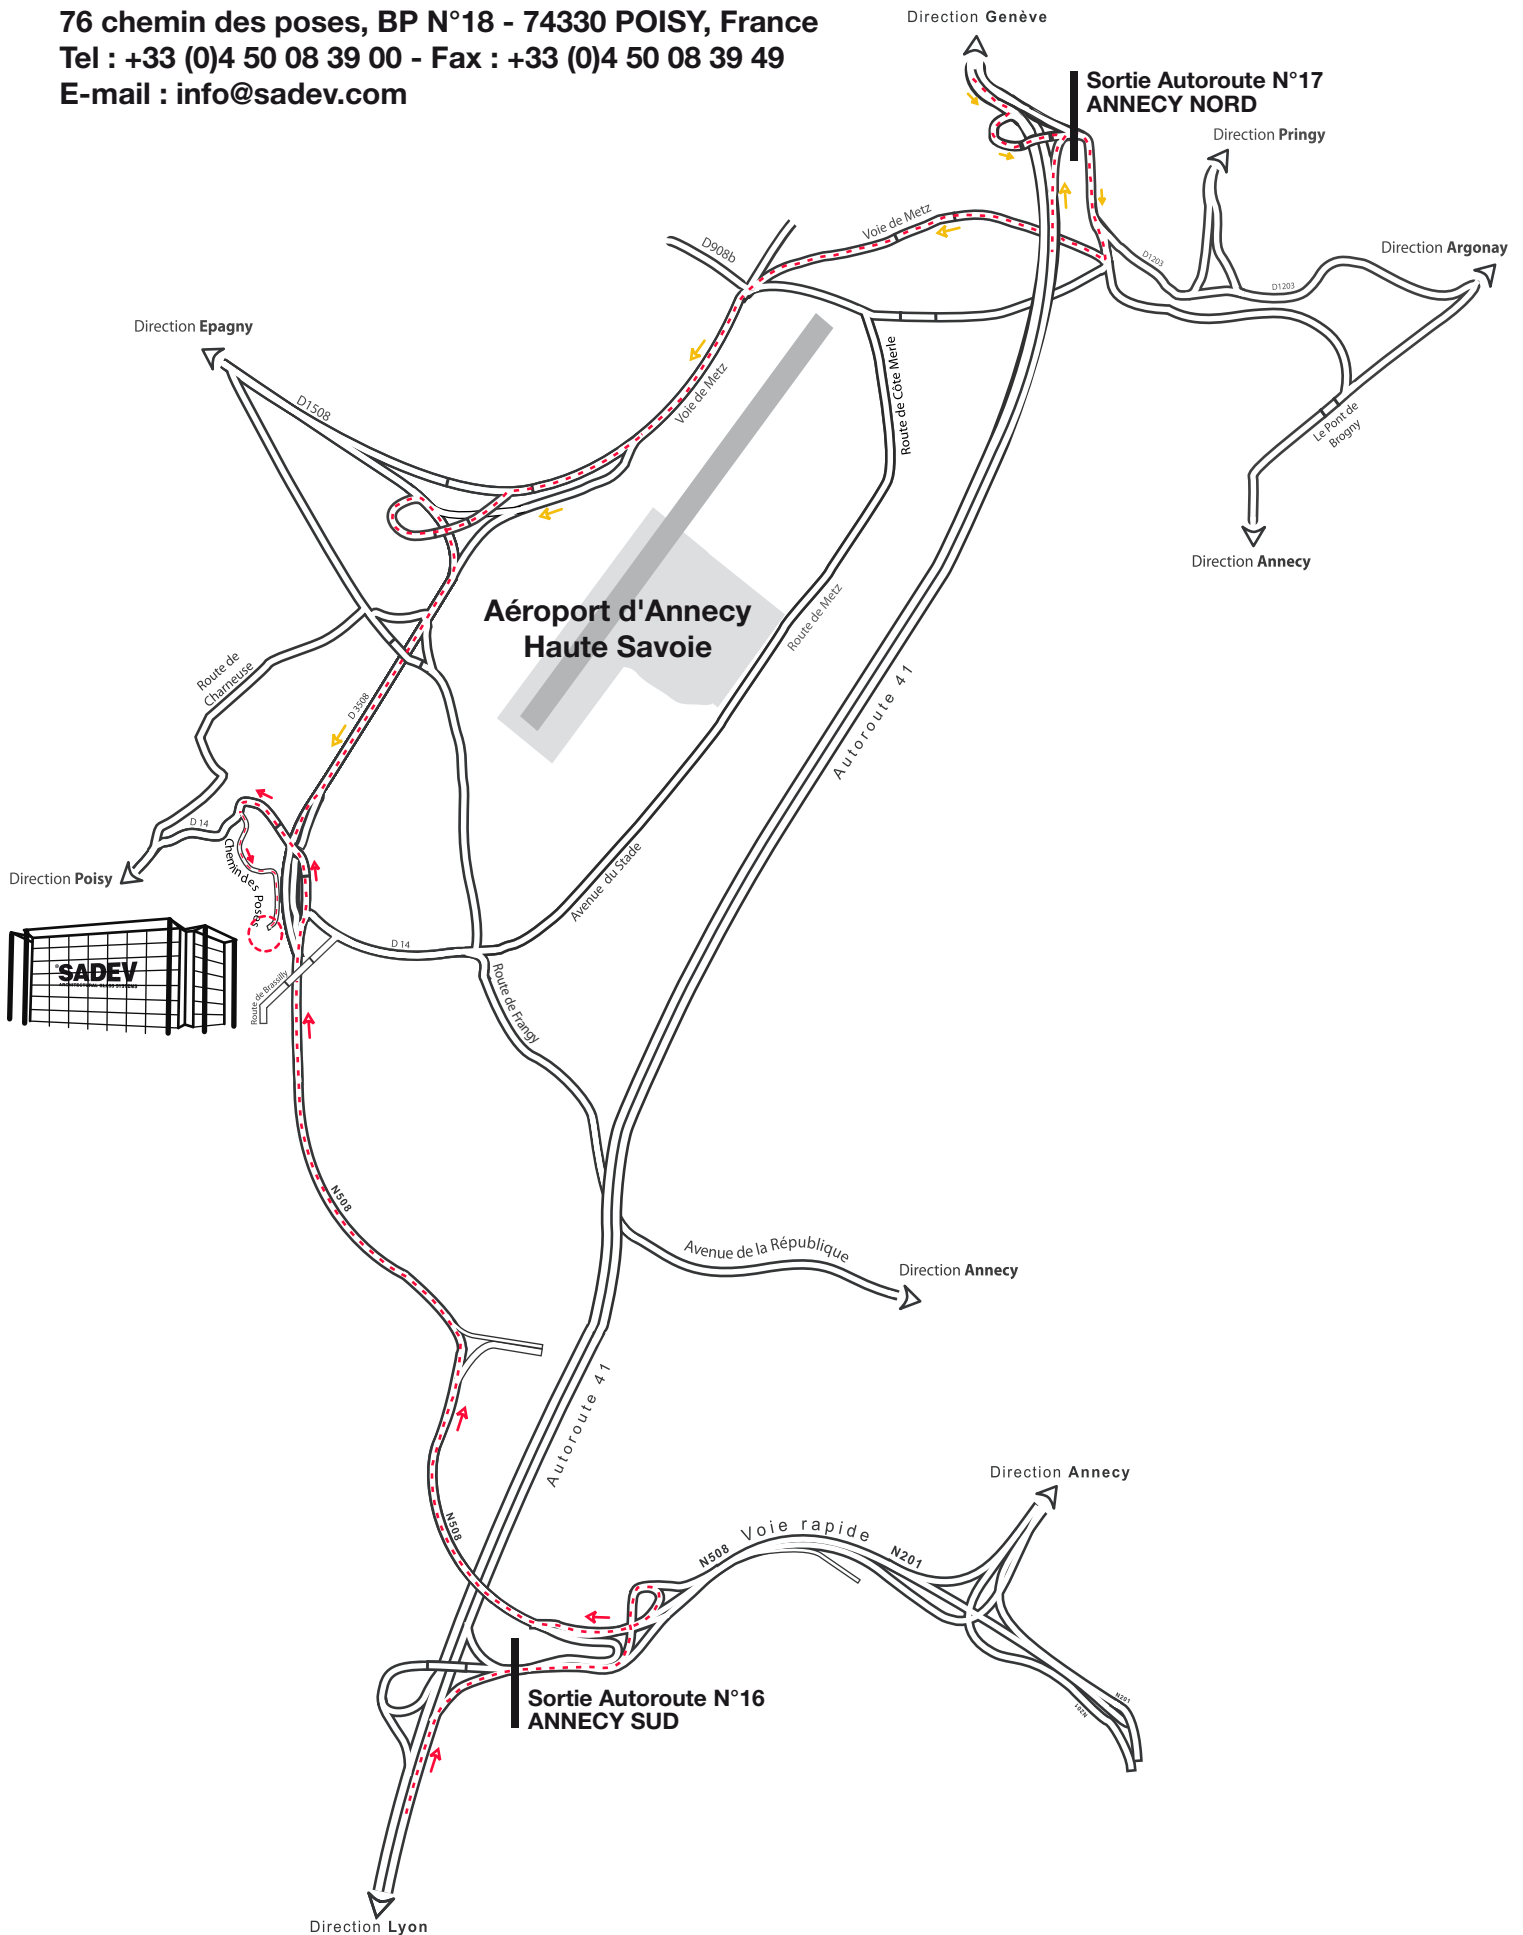 76 chemin des poses, BP N°18 - 74330 POISY, France
Tel : +33 (0)4 50 08 39 00 - Fax : +33 (0)4 50 08 39 49
E-mail : info@sadev.com
Direction Genève
Sortie Autoroute N°17
ANNECY NORD
Direction Pringy
Voie de Metz
D908b
D1203
Direction Argonay
D1203
Direction Epagny
D1508
Voie de Metz
Route de Côte Merle
Le Pont de
Brogny
Direction Annecy
Aéroport d'Annecy
Haute Savoie
Route de Metz
Route de
Charneuse
D 3508
Autoroute 41
D 14
Chemin des Poses
Direction Poisy
Avenue du Stade
D 14
SADEV
ARCHITECTURAL GLASS SYSTEMS
Route de Brassilly
Route de Frangy
N508
Avenue de la République
Direction Annecy
Autoroute 41
Direction Annecy
N508
N508
Voie rapide
N201
Sortie Autoroute N°16
ANNECY SUD
N201
N201
Direction Lyon